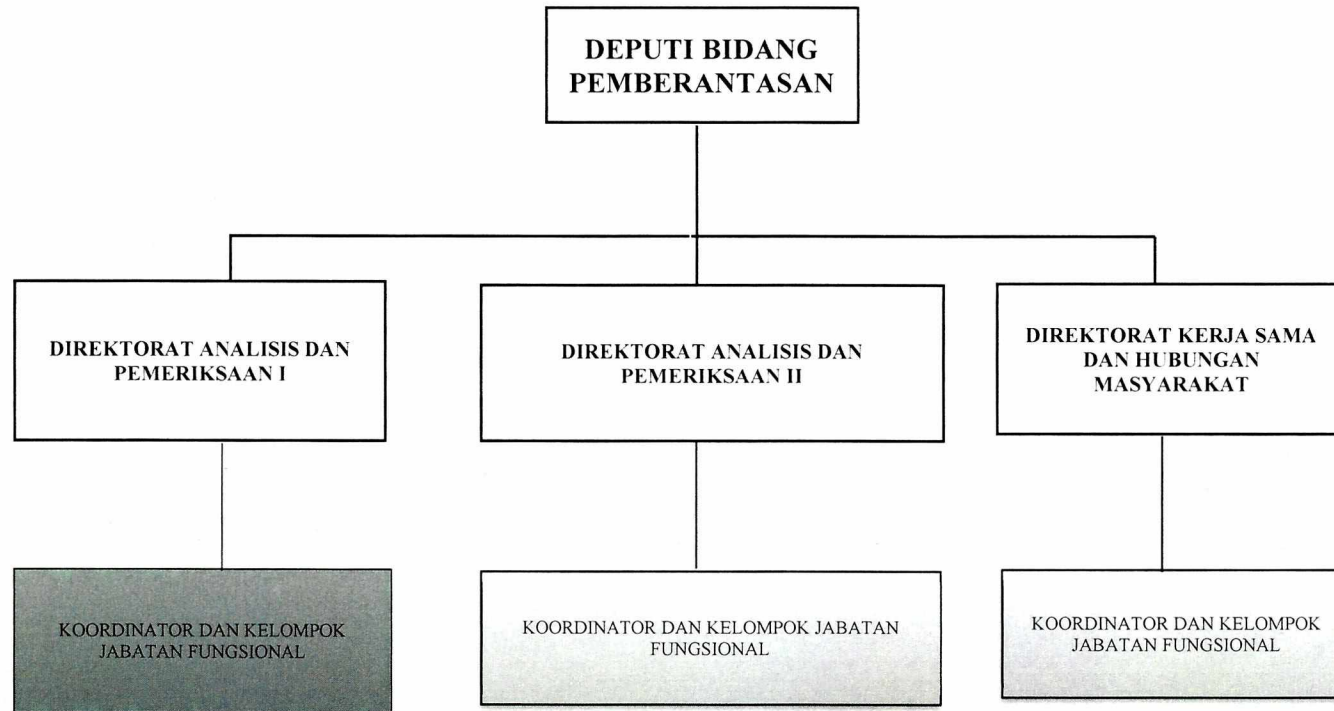 DEPUTI BIDANG
PEMBERANTASAN
DIREKTORAT ANALISIS DAN
PEMERIKSAAN I
DIREKTORAT ANALISIS DAN
PEMERIKSAAN II
DIREKTORAT KERJA SAMA
DAN HUBUNGAN
MASYARAKAT
KOORDINATOR DAN KELOMPOK
JABATAN FUNGSIONAL
KOORDINATOR DAN KELOMPOK JABATAN
FUNGSIONAL
KOORDINATOR DAN KELOMPOK
JABATAN FUNGSIONAL